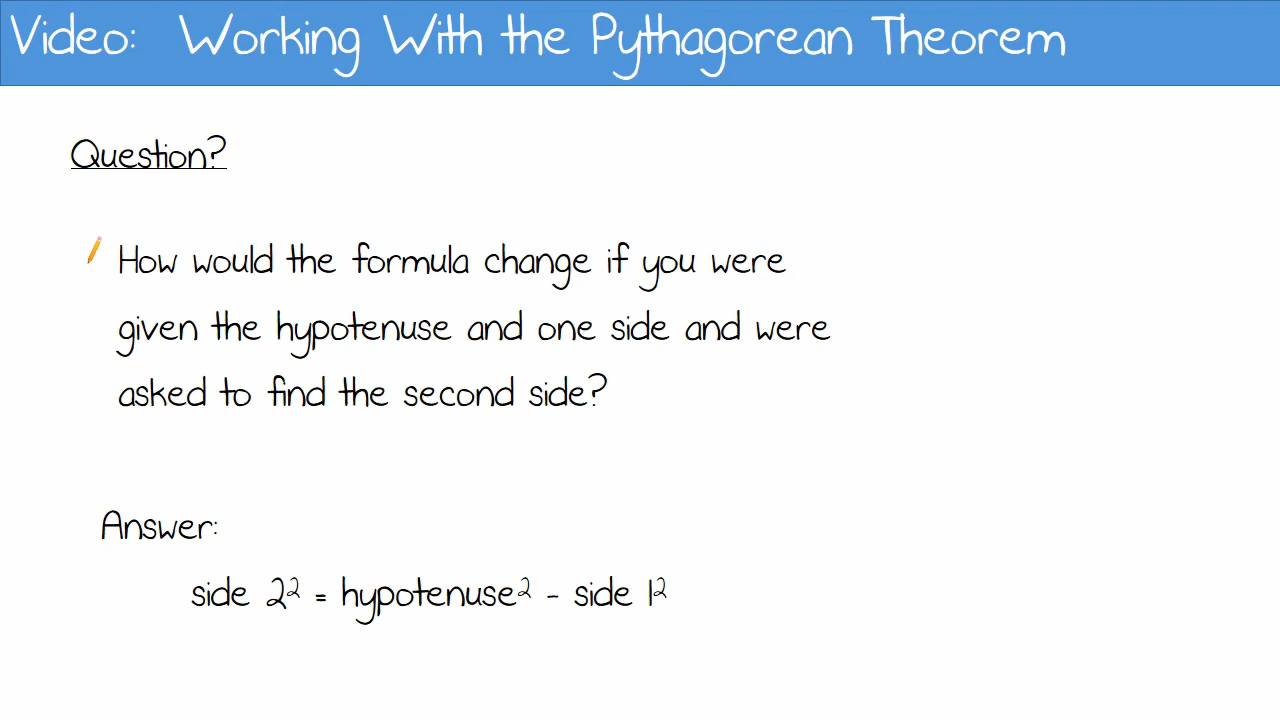 Video: Working With the Pythagorean Theorem
Question?
How would the formula change if you were
given the hypotenuse and one side and were
asked to find the second side?
Answer:
side 2² = hypotenuse² - side 1²